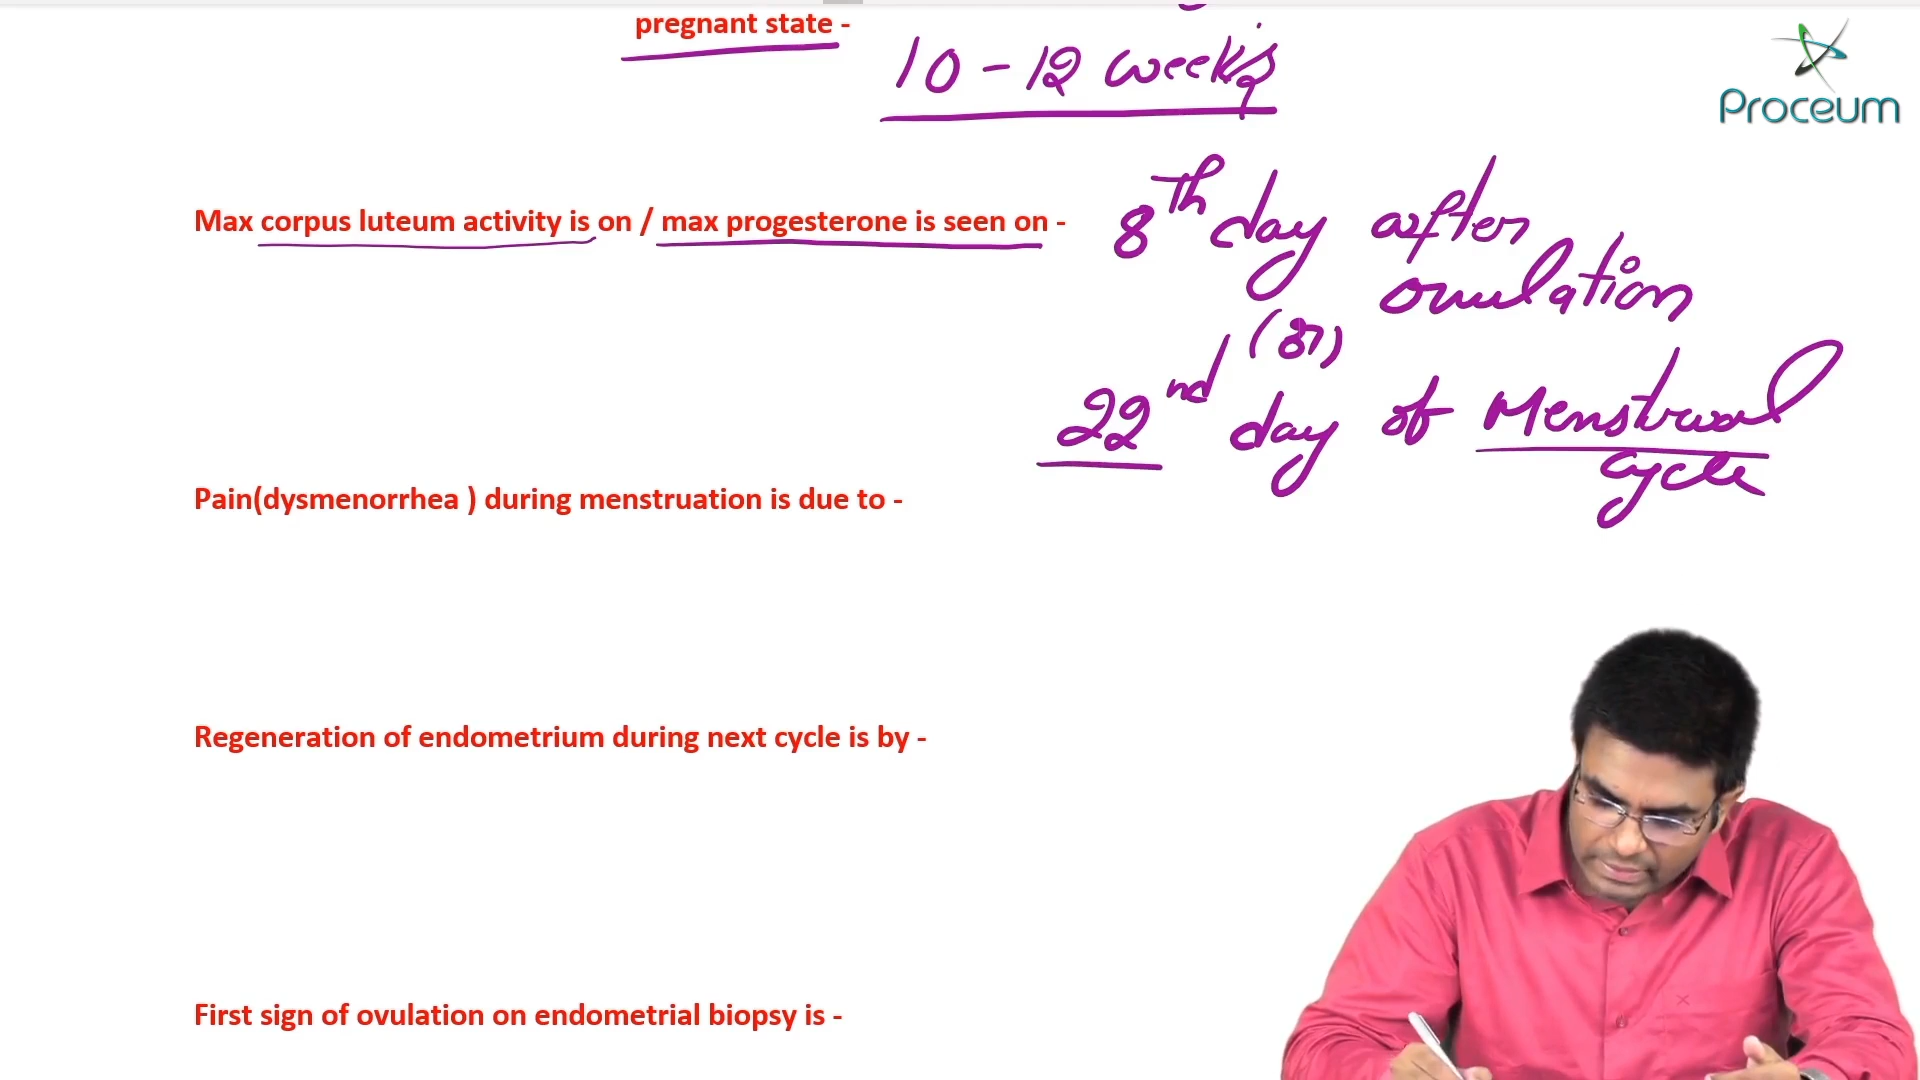 pregnant state -
10 - 12 weeks
Proceum
Max corpus luteum activity is on / max progesterone is seen on -
8th day after
ovulation
(or)
22nd day of Menstrual
cycle
Pain(dysmenorrhea ) during menstruation is due to -
Regeneration of endometrium during next cycle is by -
First sign of ovulation on endometrial biopsy is -